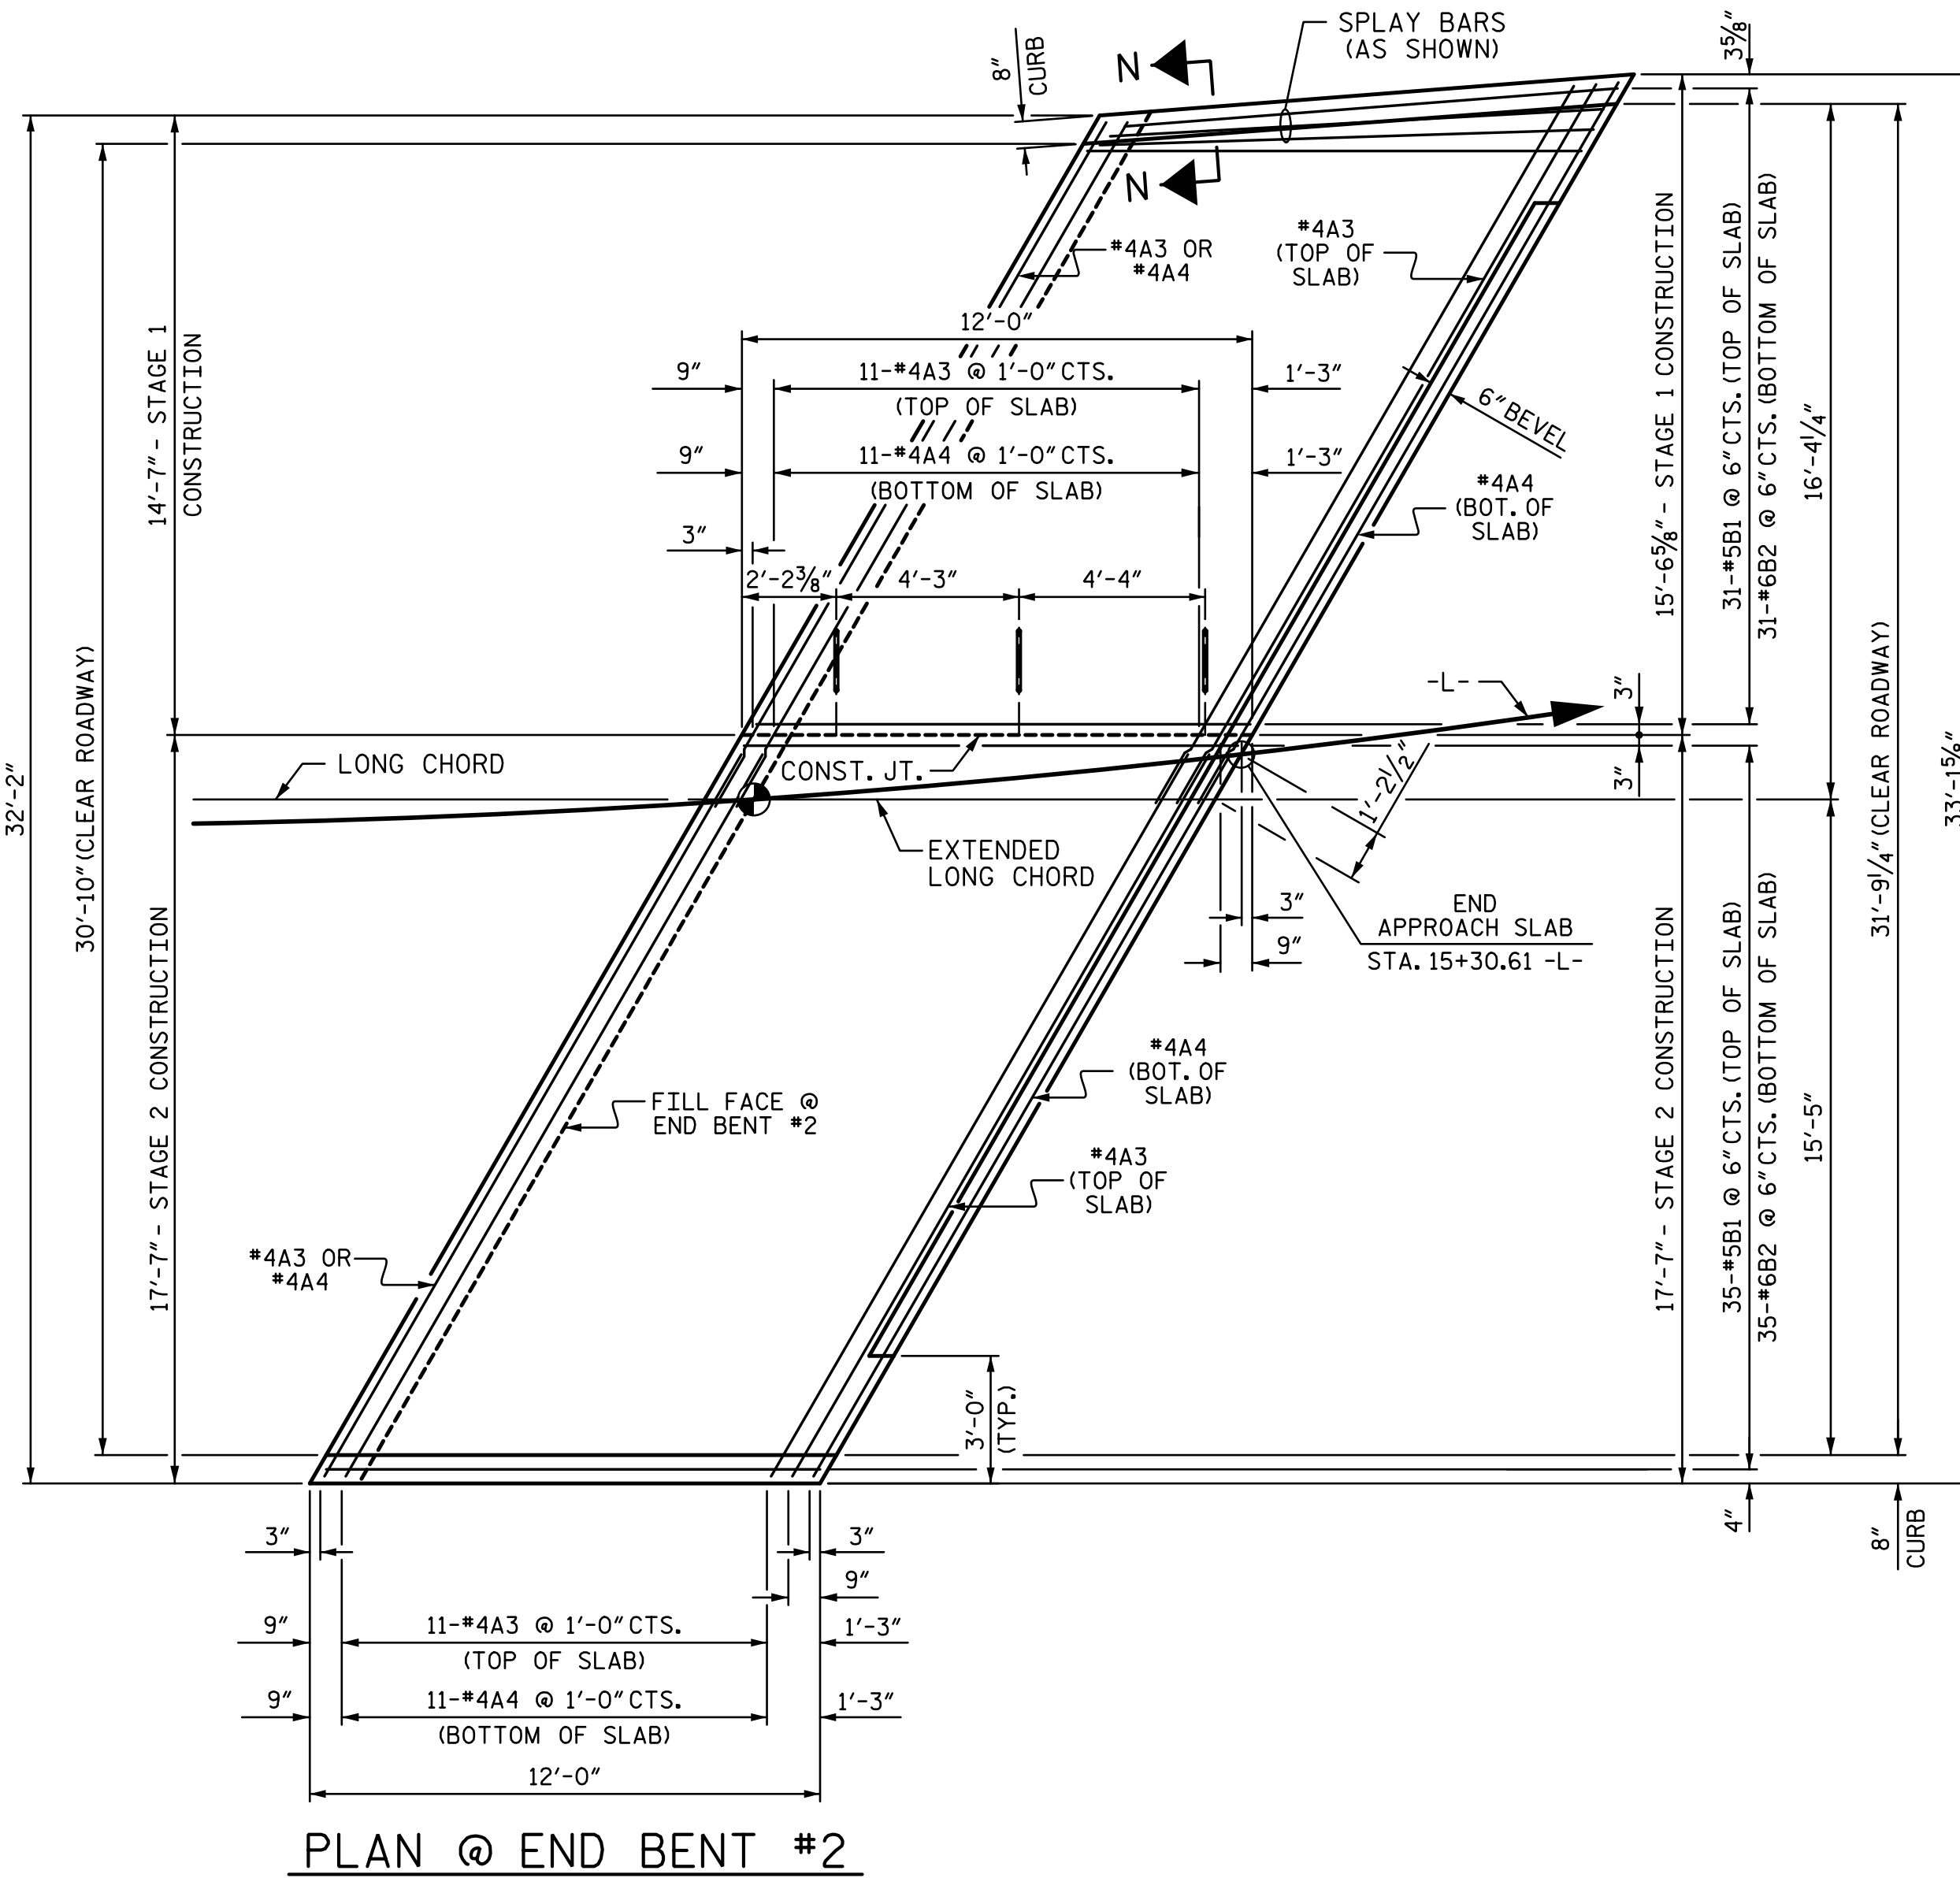 SPLAY BARS
(AS SHOWN)
3⅝"
8"
CURB
N
N
#4A3 OR
#4A4
#4A3
(TOP OF
SLAB)
12'-0"
9"
11-#4A3 @ 1'-0" CTS.
(TOP OF SLAB)
1'-3"
9"
11-#4A4 @ 1'-0" CTS.
(BOTTOM OF SLAB)
1'-3"
6" BEVEL
#4A4
(BOT. OF
SLAB)
3"
2'-2⅜"
4'-3"
4'-4"
14'-7" - STAGE 1
CONSTRUCTION
32'-2"
30'-10" (CLEAR ROADWAY)
17'-7" - STAGE 2 CONSTRUCTION
15'-6⅝" - STAGE 1 CONSTRUCTION
31-#5B1 @ 6" CTS. (TOP OF SLAB)
31-#6B2 @ 6" CTS. (BOTTOM OF SLAB)
16'-4¼"
31'-9¼" (CLEAR ROADWAY)
33'-1⅝"
-L-
3"
3"
LONG CHORD
CONST. JT.
EXTENDED
LONG CHORD
1'-2½"
3"
9"
END
APPROACH SLAB
STA. 15+30.61 -L-
17'-7" - STAGE 2 CONSTRUCTION
35-#5B1 @ 6" CTS. (TOP OF SLAB)
35-#6B2 @ 6" CTS. (BOTTOM OF SLAB)
15'-5"
#4A4
(BOT. OF
SLAB)
FILL FACE @
END BENT #2
#4A3
(TOP OF
SLAB)
#4A3 OR
#4A4
3'-0"
(TYP.)
4"
8"
CURB
3"
3"
9"
9"
11-#4A3 @ 1'-0" CTS.
(TOP OF SLAB)
1'-3"
9"
11-#4A4 @ 1'-0" CTS.
(BOTTOM OF SLAB)
1'-3"
12'-0"
PLAN @ END BENT #2